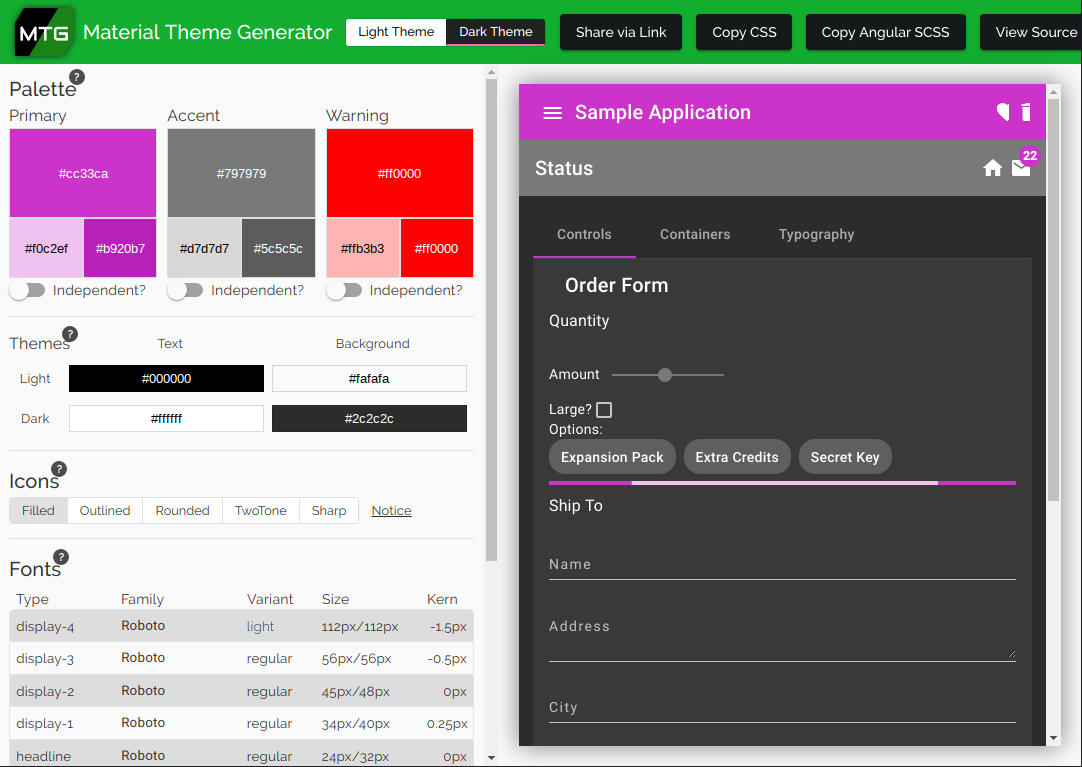 MTG Material Theme Generator Light Theme Dark Theme Share via Link Copy CSS Copy Angular SCSS View Source
Palette ?
Primary Accent Warning
#cc33ca #797979 #ff0000
#f0c2ef #b920b7 #d7d7d7 #5c5c5c #ffb3b3 #ff0000
Independent? Independent? Independent?
Themes ? Text Background
Light #000000 #fafafa
Dark #ffffff #2c2c2c
Icons ?
Filled Outlined Rounded TwoTone Sharp Notice
Fonts ?
Type Family Variant Size Kern
display-4 Roboto light 112px/112px -1.5px
display-3 Roboto regular 56px/56px -0.5px
display-2 Roboto regular 45px/48px 0px
display-1 Roboto regular 34px/40px 0.25px
headline Roboto regular 24px/32px 0px
Sample Application
Status 22
Controls Containers Typography
Order Form
Quantity
Amount
Large?
Options:
Expansion Pack Extra Credits Secret Key
Ship To
Name
Address
City